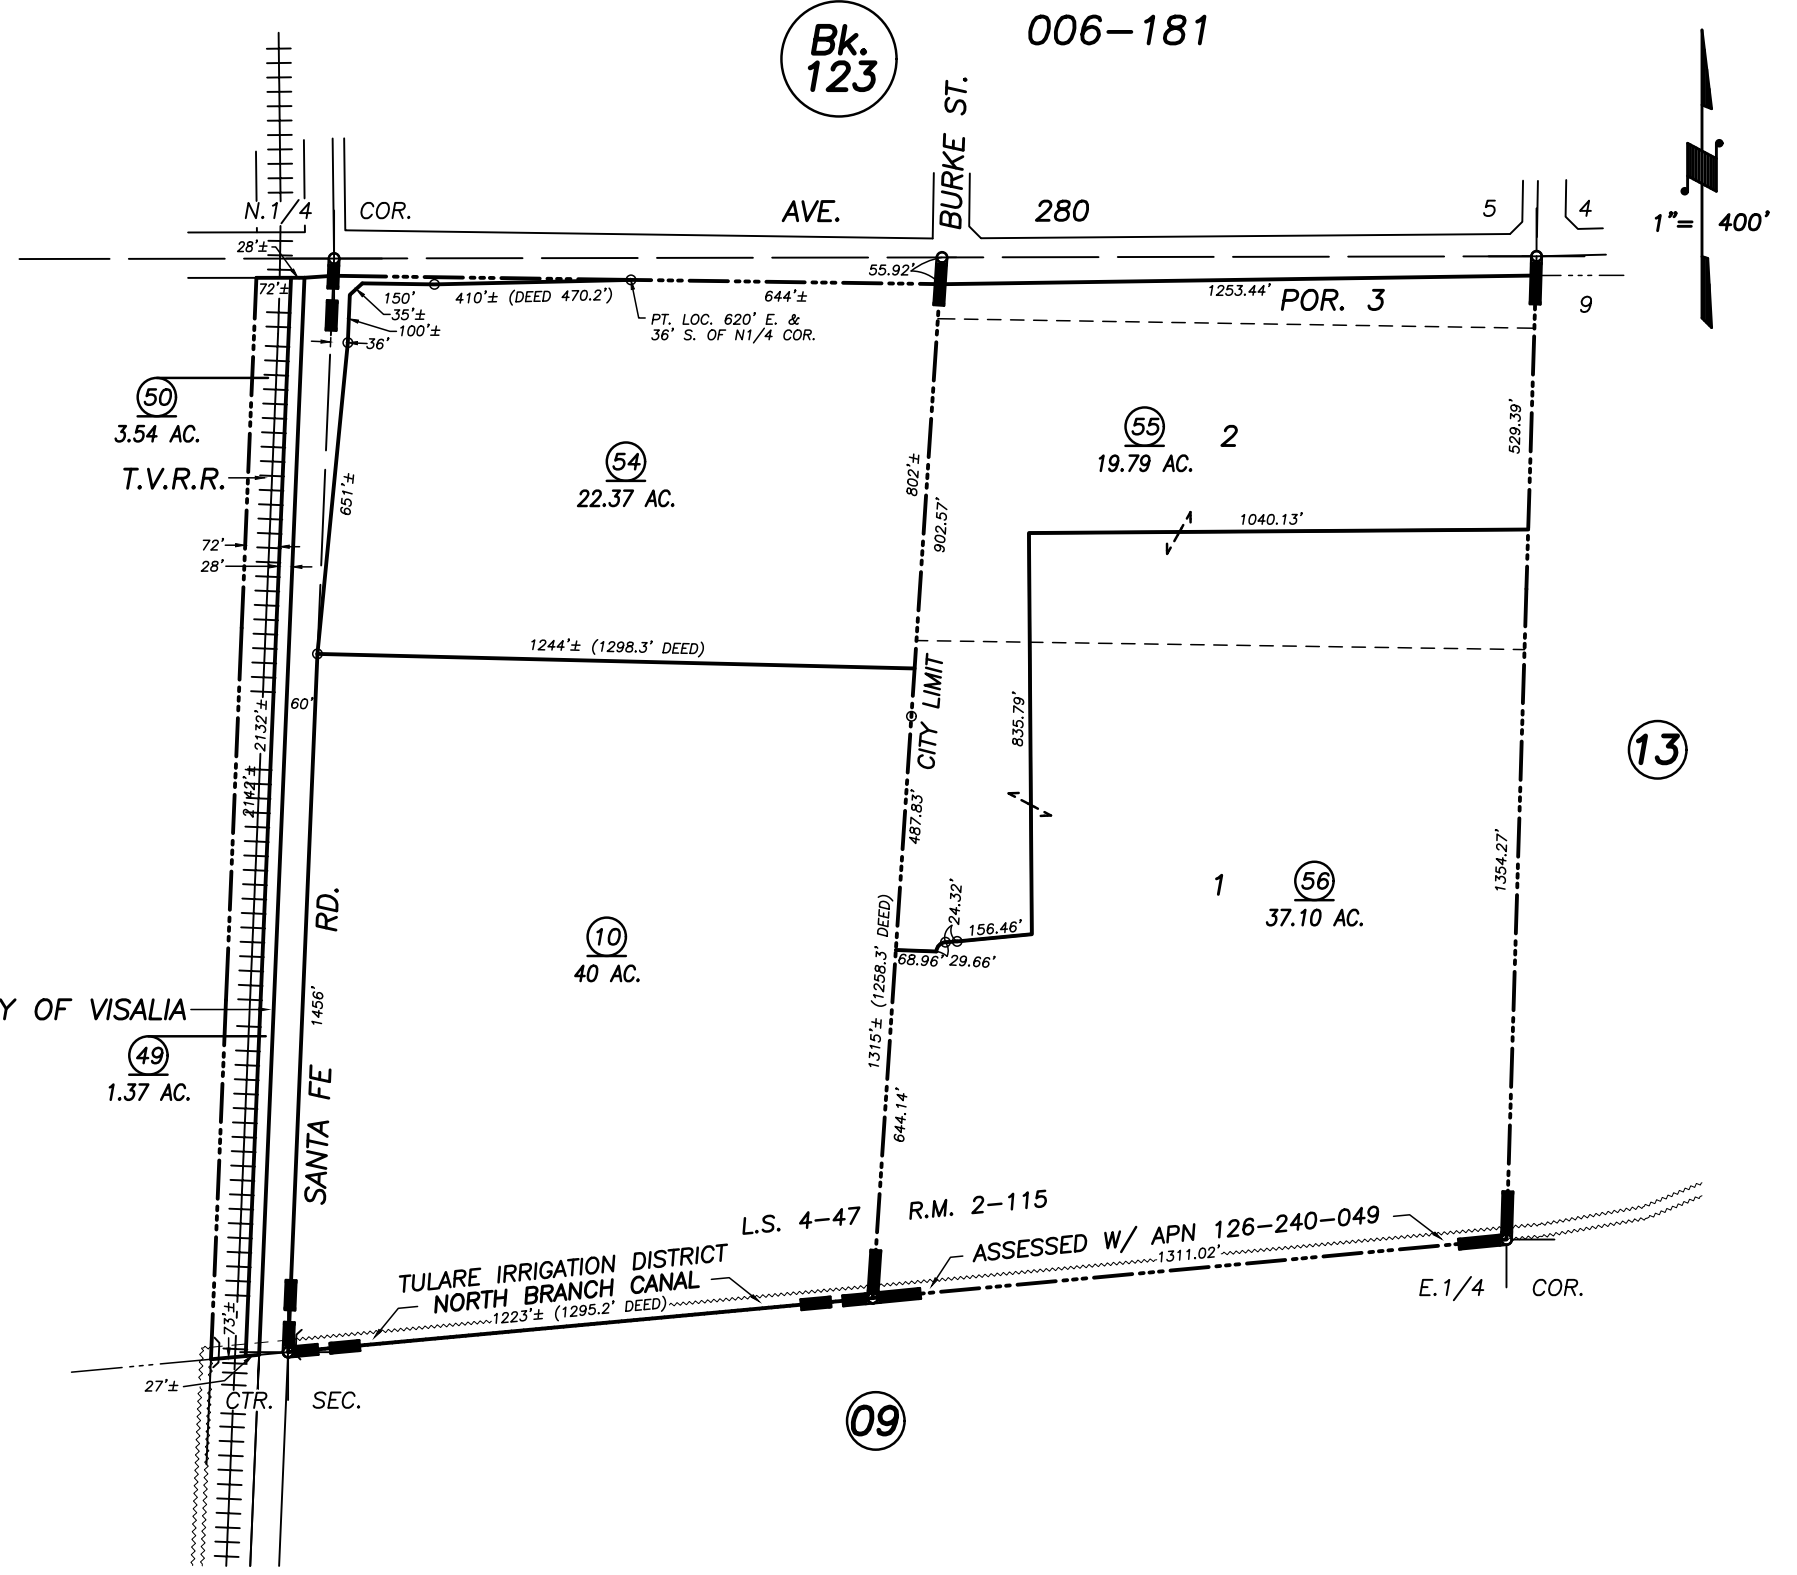 Bk.
123
006-181
BURKE ST.
N.1/4 COR.
AVE. 280
5 4
1"= 400'
28'±
72'±
55.92'
150'
410'± (DEED 470.2')
644'±
1253.44'
POR. 3
9
35'±
100'±
36'
PT. LOC. 620' E. &
36' S. OF N1/4 COR.
50
3.54 AC.
T.V.R.R.
54
22.37 AC.
55
19.79 AC.
2
529.39'
651'±
802'±
902.57'
1040.13'
72'
28'
1244'± (1298.3' DEED)
CITY LIMIT
60'
2132'±
2142'±
835.79'
13
487.83'
1354.27'
1
56
37.10 AC.
SANTA FE RD.
10
40 AC.
24.32'
156.46'
68.96'
29.66'
1456'
1315'± (1258.3' DEED)
Y OF VISALIA
49
1.37 AC.
644.14'
L.S. 4-47
R.M. 2-115
ASSESSED W/ APN 126-240-049
1311.02'
TULARE IRRIGATION DISTRICT
NORTH BRANCH CANAL
1223'± (1295.2' DEED)
E.1/4 COR.
73'±
27'±
CTR. SEC.
09